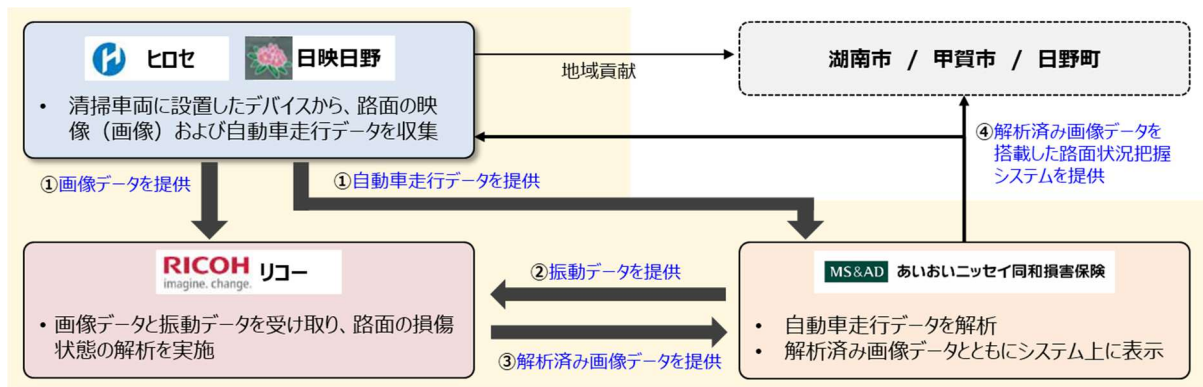 ヒロセ 日映日野
・ 清掃車両に設置したデバイスから、路面の映
像（画像）および自動車走行データを収集
地域貢献
湖南市 / 甲賀市 / 日野町
①画像データを提供
①自動車走行データを提供
④解析済み画像データを
搭載した路面状況把握
システムを提供
RICOH リコー
imagine. change.
・画像データと振動データを受け取り、路面の損傷
状態の解析を実施
②振動データを提供
③解析済み画像データを提供
MS&AD あいおいニッセイ同和損害保険
・ 自動車走行データを解析
・ 解析済み画像データとともにシステム上に表示